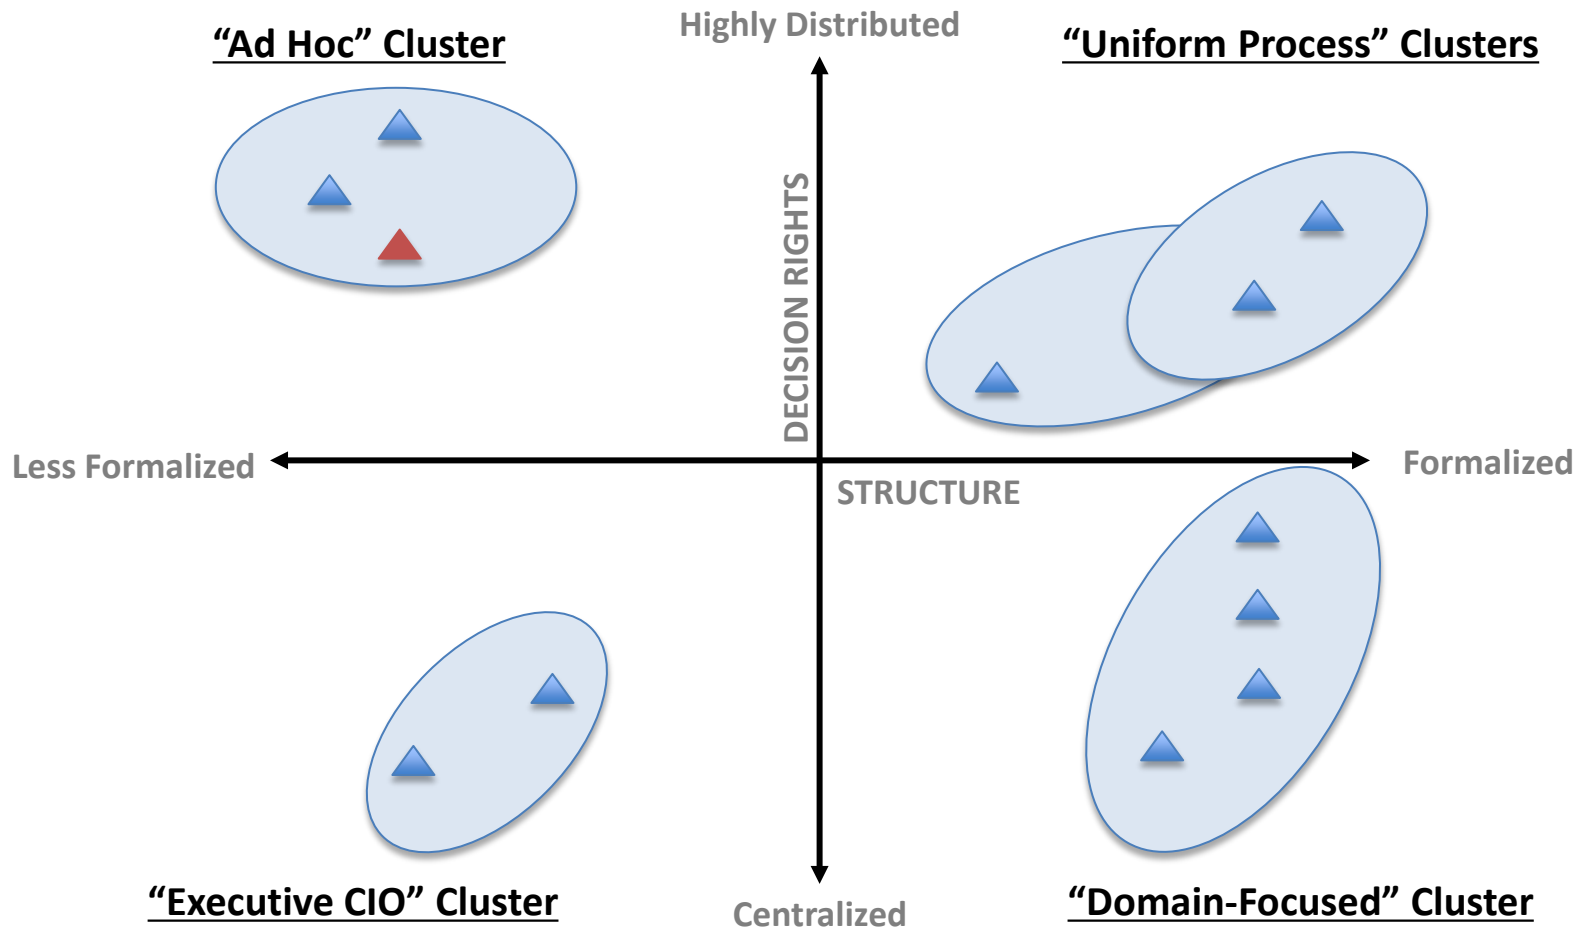 Highly Distributed
“Ad Hoc” Cluster
“Uniform Process” Clusters
DECISION RIGHTS
Less Formalized
Formalized
STRUCTURE
“Executive CIO” Cluster
Centralized
“Domain-Focused” Cluster